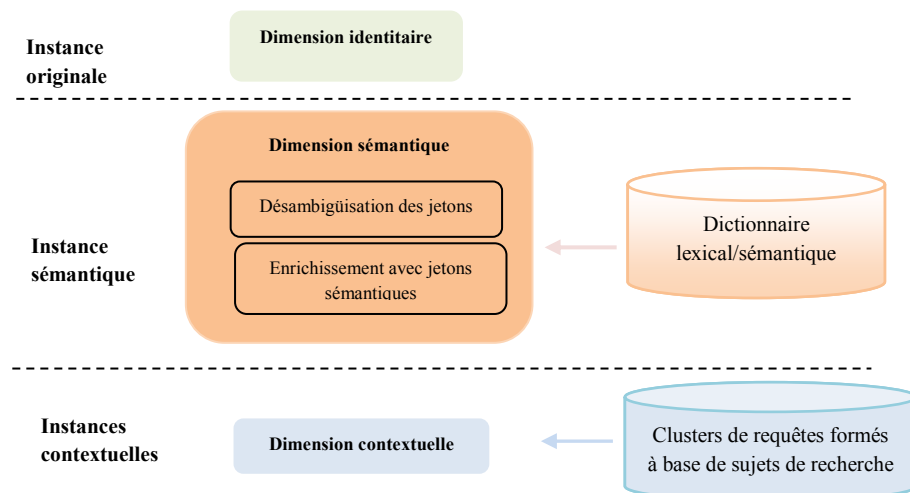 Instance
originale
Dimension identitaire
Instance
sémantique
Dimension sémantique
Désambigüisation des jetons
Enrichissement avec jetons
sémantiques
Dictionnaire
lexical/sémantique
Instances
contextuelles
Dimension contextuelle
Clusters de requêtes formés
à base de sujets de recherche